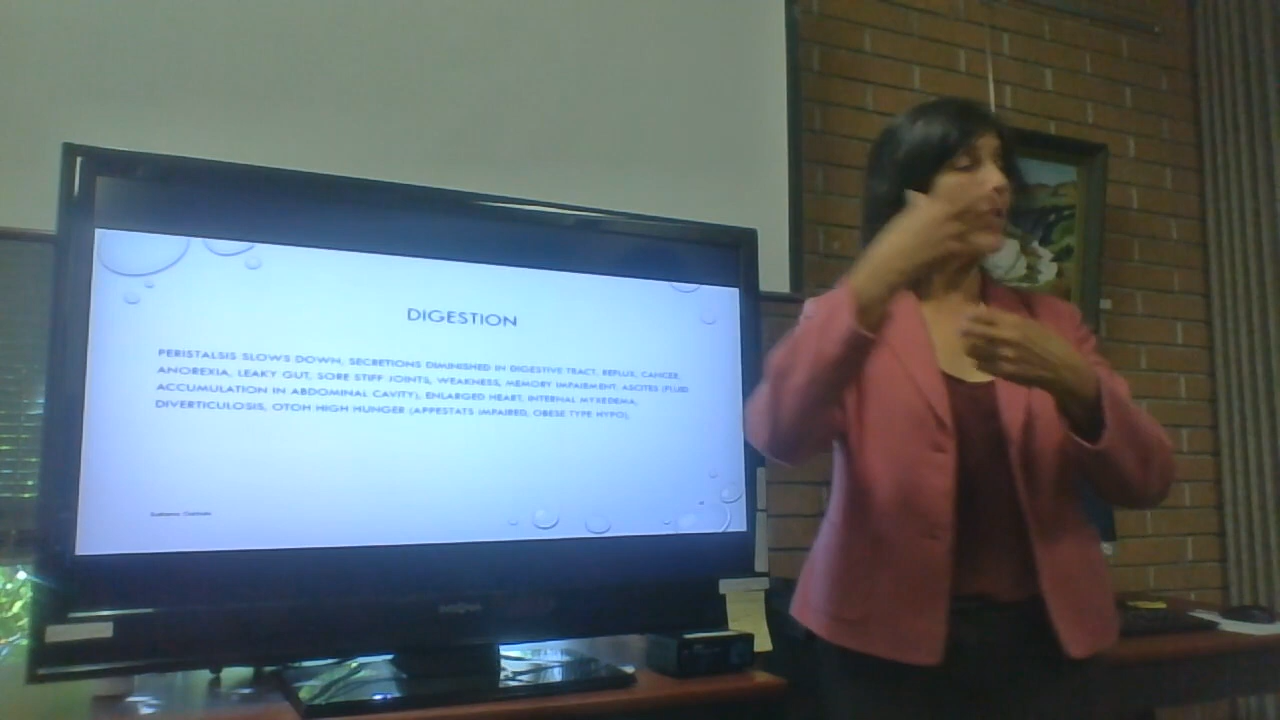 DIGESTION
PERISTALSIS SLOWS DOWN, SECRETIONS DIMINISHED IN DIGESTIVE TRACT, REFLUX, CANCER,
ANOREXIA, LEAKY GUT, SORE STIFF JOINTS, WEAKNESS, MEMORY IMPAIRMENT. ASCITES (FLUID
ACCUMULATION IN ABDOMINAL CAVITY), ENLARGED HEART, INTERNAL MYXEDEMA,
DIVERTICULOSIS, OTOH HIGH HUNGER (APPESTATS IMPAIRED, OBESE TYPE HYPO),
INSIGNIA